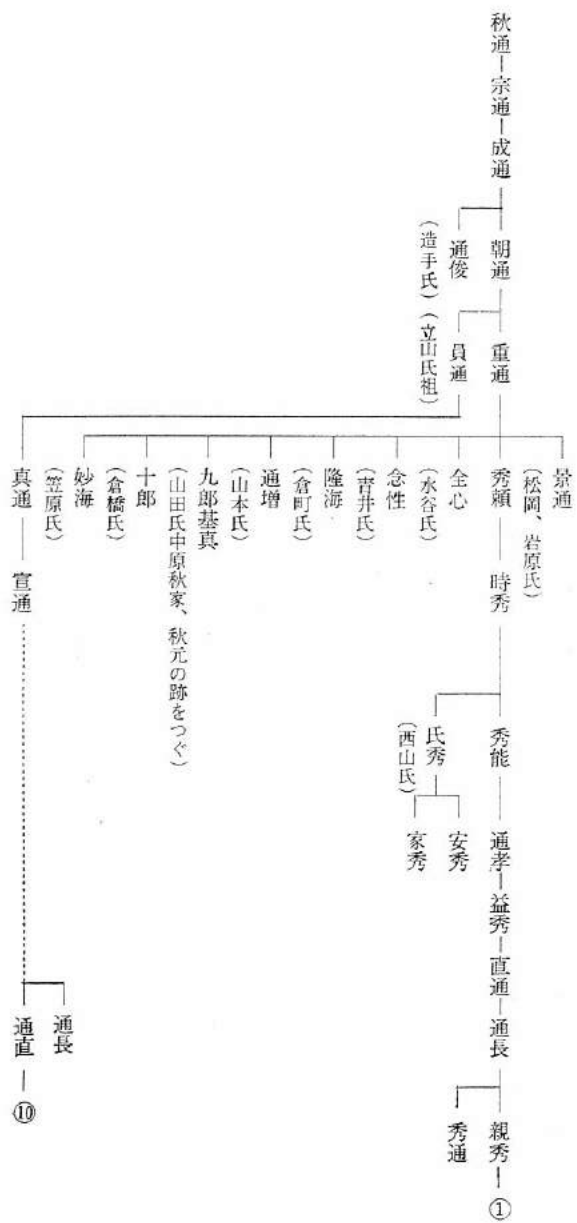 秋通―宗通―成通
朝通
通俊
(造手氏)
重通
員通
(立山氏祖)
景通
(松岡、岩原氏)
秀頼
時秀
全心
(水谷氏)
念性
(青井氏)
隆海
(倉町氏)
通増
(山本氏)
九郎基真
(山田氏中原秋家、秋元の跡をつぐ)
十郎
(倉橋氏)
妙海
(笠原氏)
真通
宣通
秀能
氏秀
(西山氏)
安秀
家秀
通孝―益秀―直通―通長
親秀―①
秀通
通長
通直―⑩